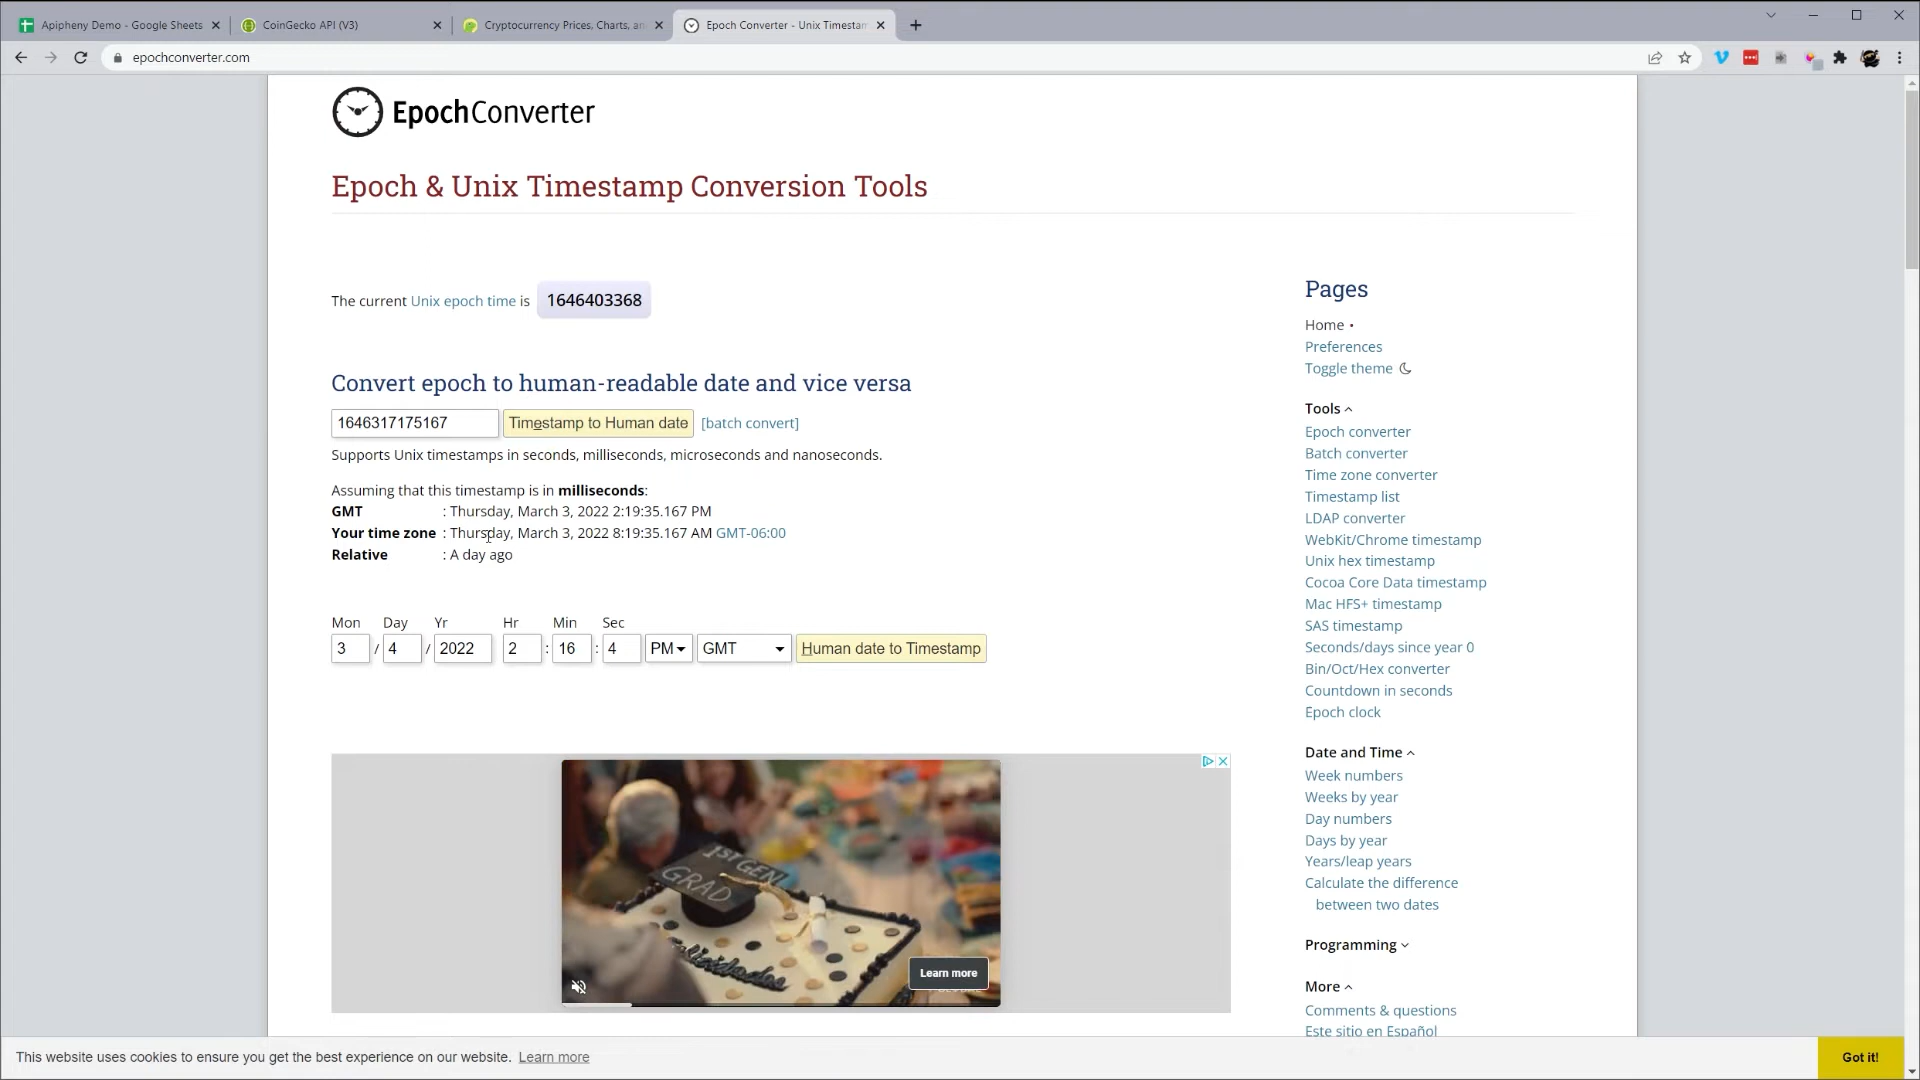 Apipheny Demo - Google Sheets
CoinGecko API (V3)
Cryptocurrency Prices, Charts, an
Epoch Converter - Unix Timestam
epochconverter.com
EpochConverter
Epoch & Unix Timestamp Conversion Tools
The current Unix epoch time is 1646403368
Convert epoch to human-readable date and vice versa
1646317175167 Timestamp to Human date [batch convert]
Supports Unix timestamps in seconds, milliseconds, microseconds and nanoseconds.
Assuming that this timestamp is in milliseconds:
GMT : Thursday, March 3, 2022 2:19:35.167 PM
Your time zone : Thursday, March 3, 2022 8:19:35.167 AM GMT-06:00
Relative : A day ago
Mon Day Yr Hr Min Sec
3 / 4 / 2022 2 : 16 : 4 PM GMT Human date to Timestamp
1ST GEN
GRAD
Learn more
Pages
Home
Preferences
Toggle theme
Tools
Epoch converter
Batch converter
Time zone converter
Timestamp list
LDAP converter
WebKit/Chrome timestamp
Unix hex timestamp
Cocoa Core Data timestamp
Mac HFS+ timestamp
SAS timestamp
Seconds/days since year 0
Bin/Oct/Hex converter
Countdown in seconds
Epoch clock
Date and Time
Week numbers
Weeks by year
Day numbers
Days by year
Years/leap years
Calculate the difference
between two dates
Programming
More
Comments & questions
Este sitio en Español
This website uses cookies to ensure you get the best experience on our website. Learn more
Got it!